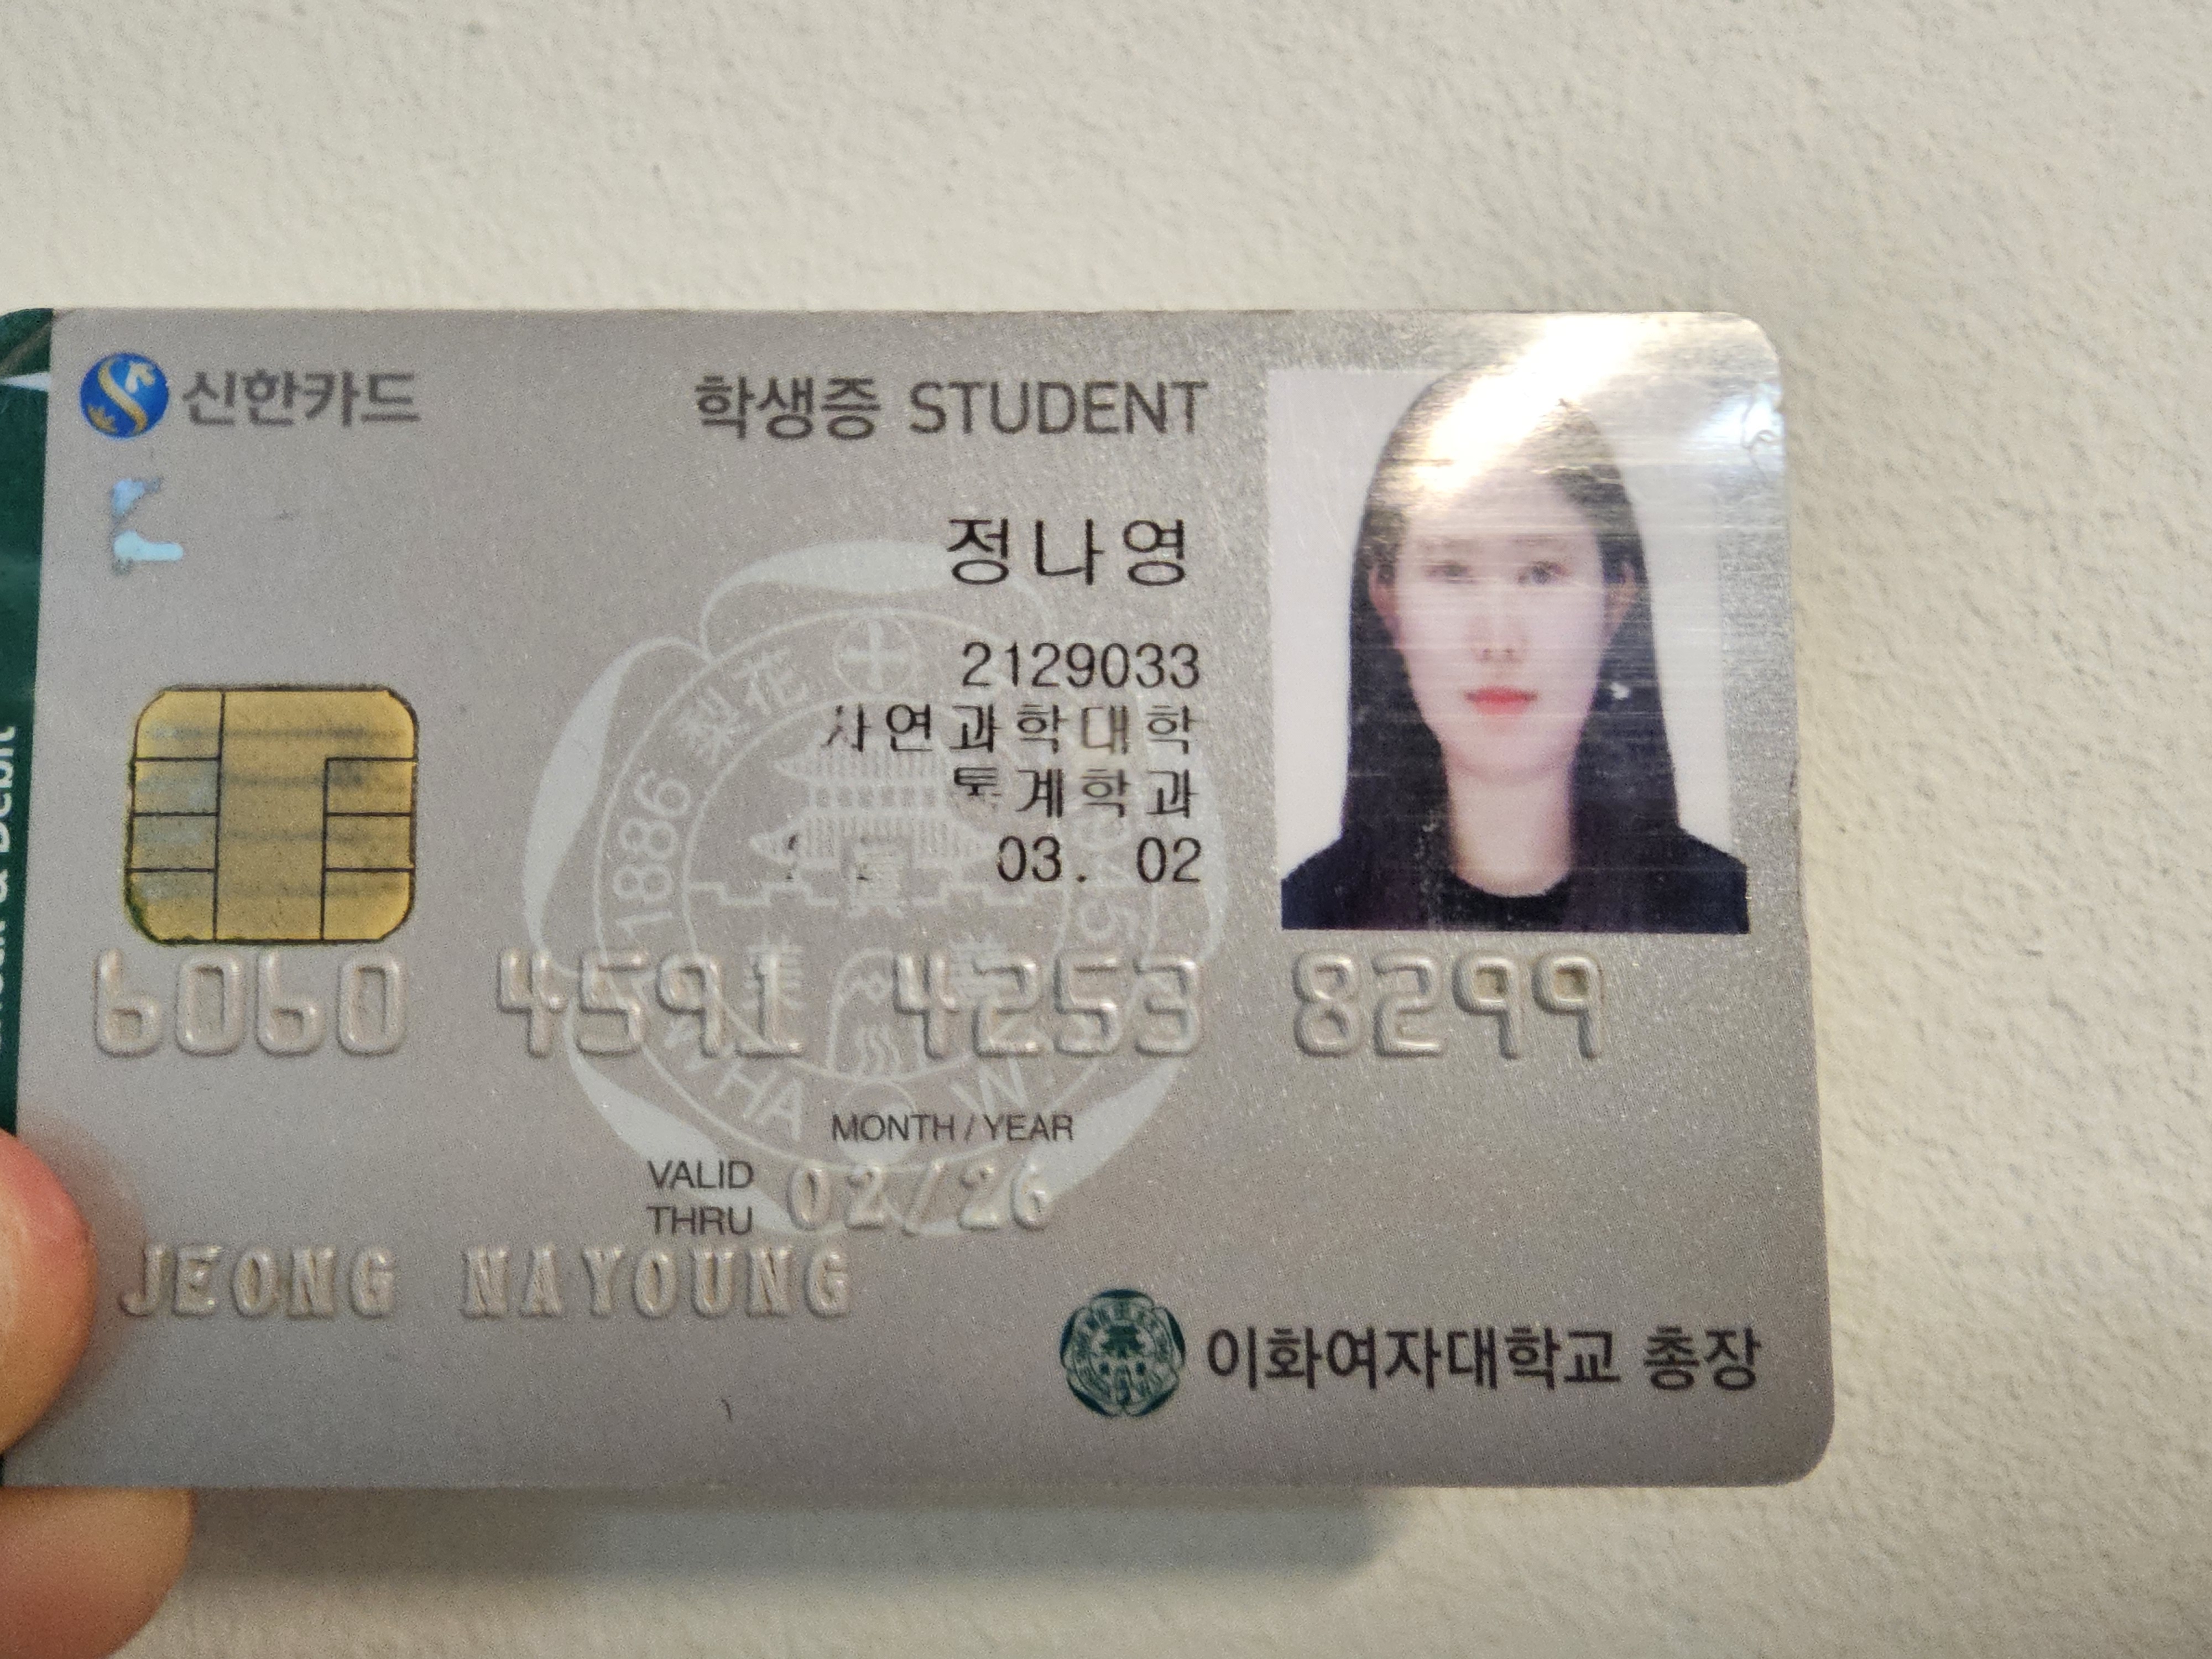 신한카드
학생증 STUDENT
정나영
2129033
자연과학대학
통계학과
03. 02
1886 梨花
6060 4591 4253 8299
MONTH / YEAR
VALID THRU 02/26
JEONG NAYOUNG
이화여자대학교 총장
Debit